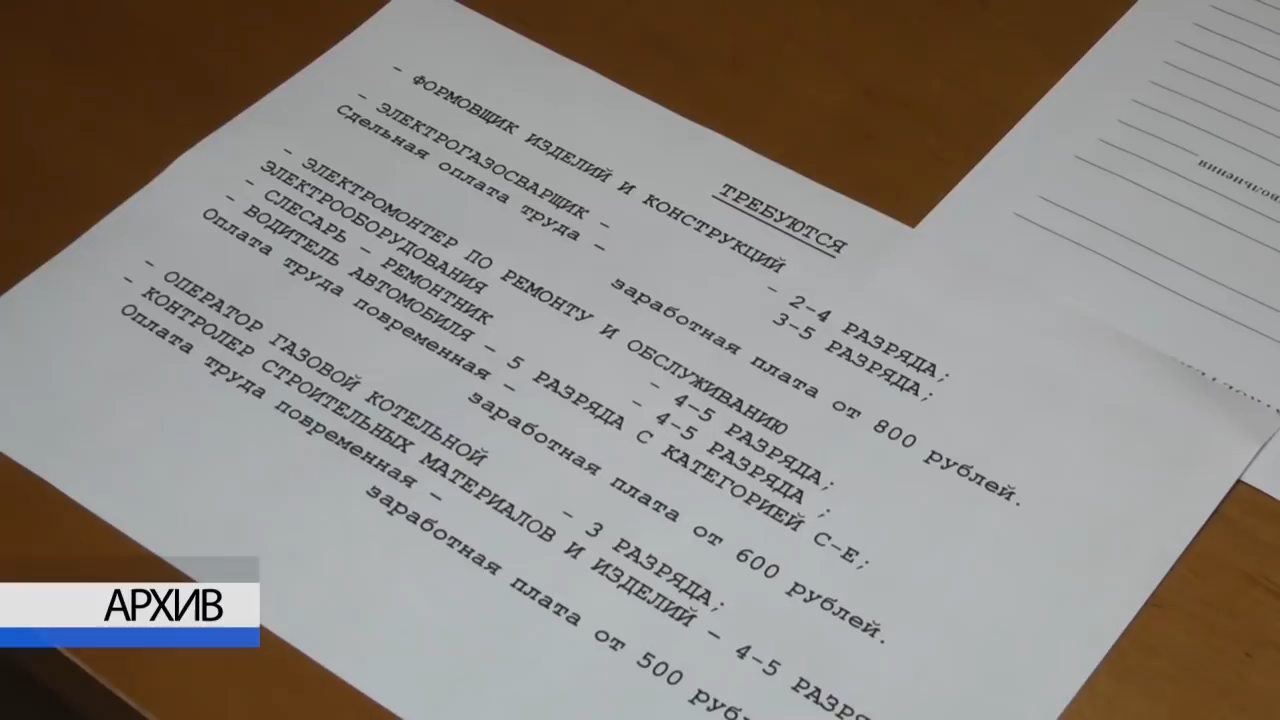 ТРЕБУЮТСЯ
- ФОРМОВЩИК ИЗДЕЛИЙ И КОНСТРУКЦИЙ - 2-4 РАЗРЯДА;
- ЭЛЕКТРОГАЗОСВАРЩИК - 3-5 РАЗРЯДА;
Сдельная оплата труда - заработная плата от 800 рублей.
- ЭЛЕКТРОМОНТЕР ПО РЕМОНТУ И ОБСЛУЖИВАНИЮ
ЭЛЕКТРООБОРУДОВАНИЯ - 4-5 РАЗРЯДА;
- СЛЕСАРЬ - РЕМОНТНИК - 4-5 РАЗРЯДА ;
- ВОДИТЕЛЬ АВТОМОБИЛЯ - 5 РАЗРЯДА С КАТЕГОРИЕЙ С-Е;
Оплата труда повременная - заработная плата от 600 рублей.
- ОПЕРАТОР ГАЗОВОЙ КОТЕЛЬНОЙ - 3 РАЗРЯДА;
- КОНТРОЛЕР СТРОИТЕЛЬНЫХ МАТЕРИАЛОВ И ИЗДЕЛИЙ - 4-5 РАЗРЯ
Оплата труда повременная - заработная плата от 500 рубл
АРХИВ